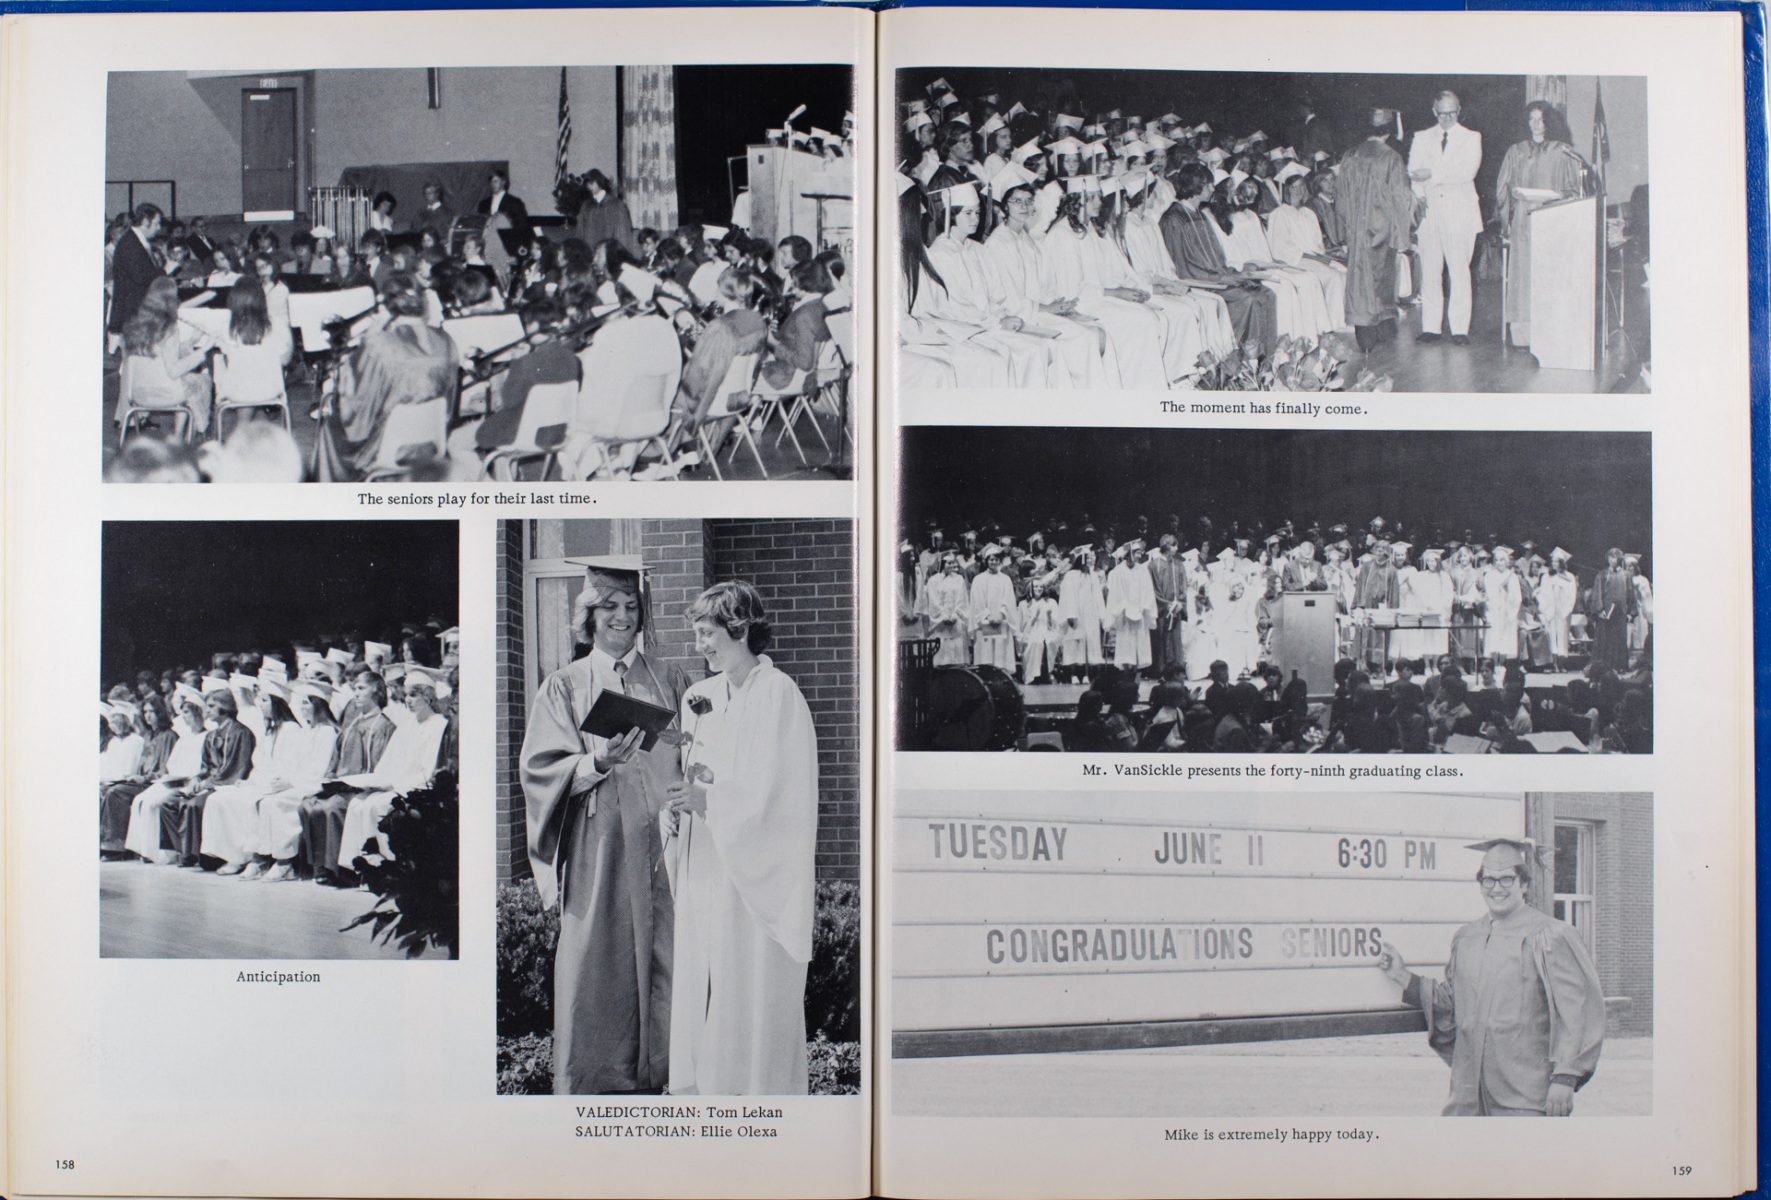 EXIT
The seniors play for their last time.
Anticipation
VALEDICTORIAN: Tom Lekan
SALUTATORIAN: Ellie Olexa
158
The moment has finally come.
Mr. VanSickle presents the forty-ninth graduating class.
TUESDAY JUNE 11 6:30 PM
CONGRADULATIONS SENIORS
Mike is extremely happy today.
159